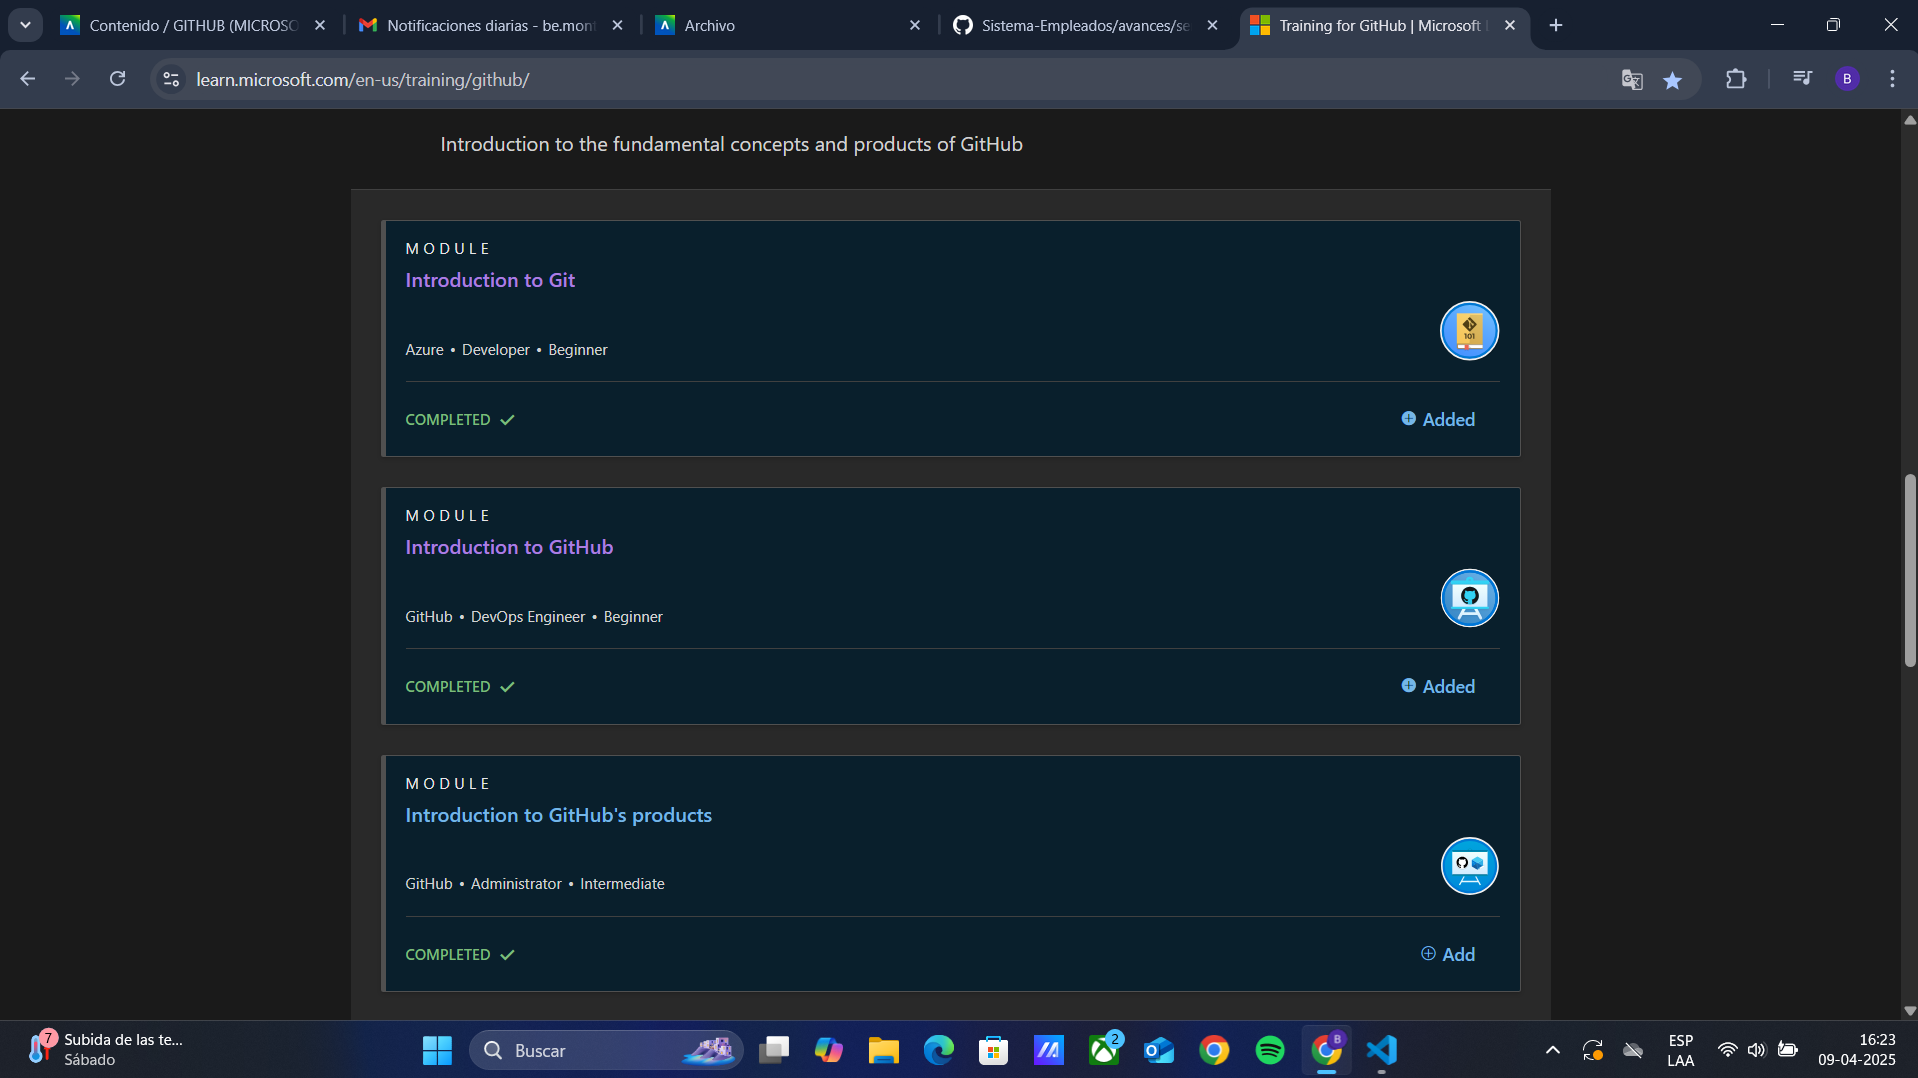 Contenido / GITHUB (MICROSO
Notificaciones diarias - be.mont
Archivo
Sistema-Empleados/avances/se
Training for GitHub | Microsoft
learn.microsoft.com/en-us/training/github/
B
Introduction to the fundamental concepts and products of GitHub
MODULE
Introduction to Git
101
Azure • Developer • Beginner
COMPLETED
Added
MODULE
Introduction to GitHub
GitHub • DevOps Engineer • Beginner
COMPLETED
Added
MODULE
Introduction to GitHub's products
GitHub • Administrator • Intermediate
COMPLETED
Add
7
Subida de las te...
Sábado
Buscar
2
B
ESP
LAA
16:23
09-04-2025